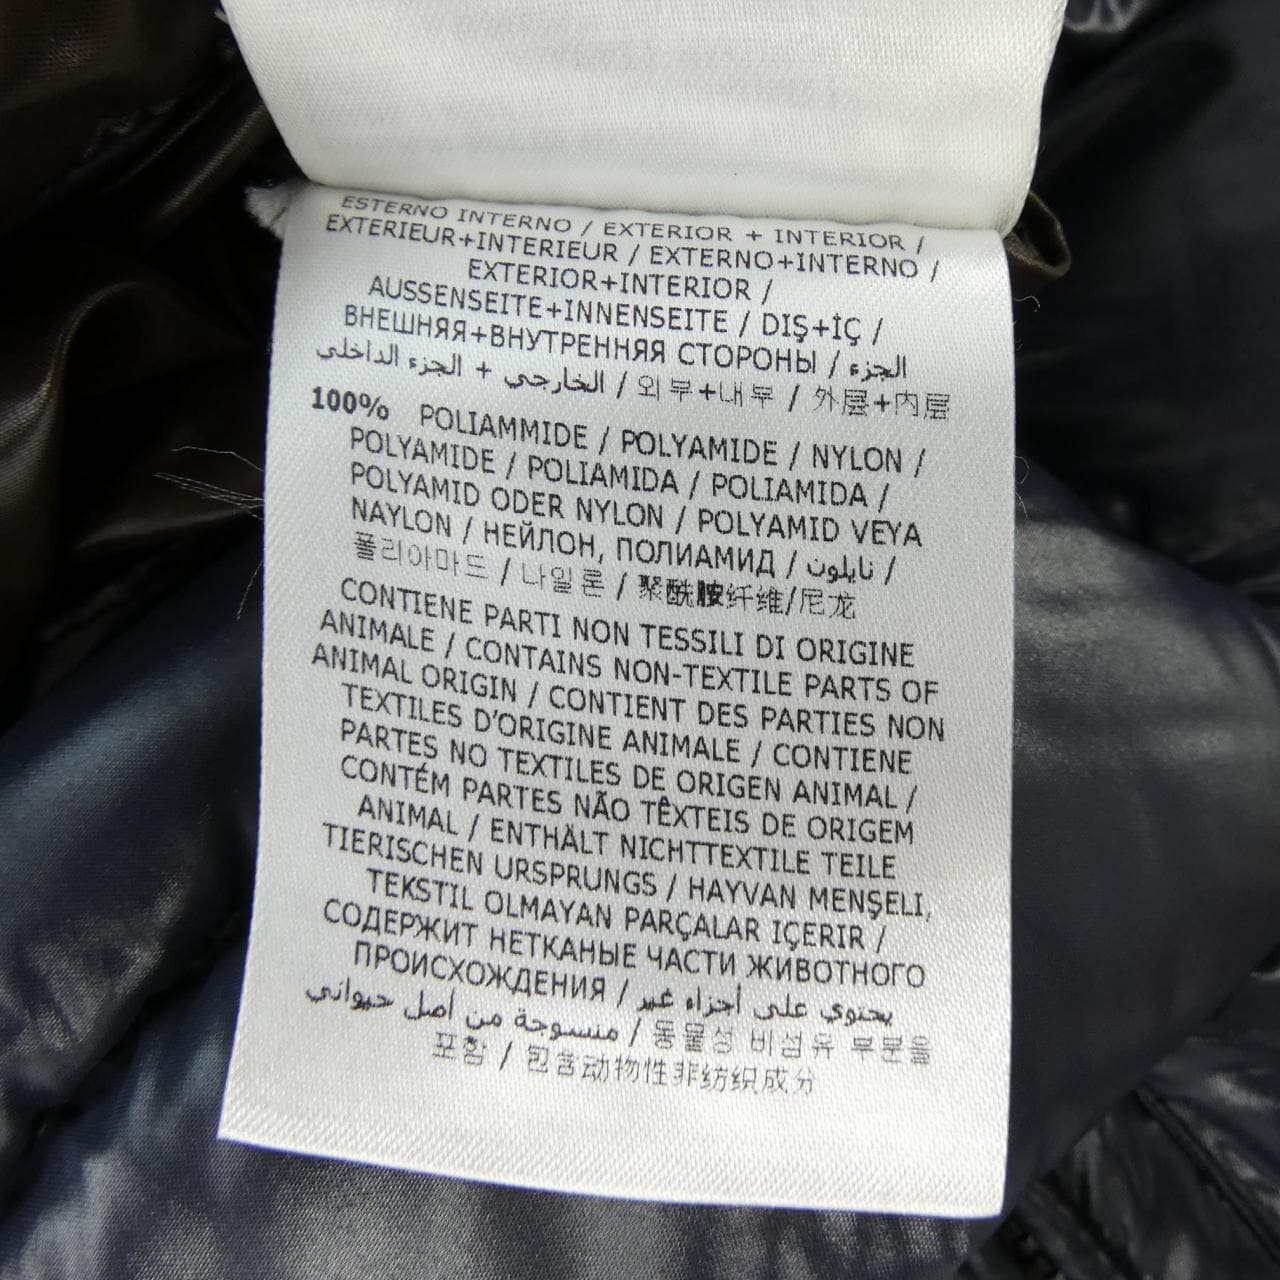 ESTERNO INTERNO / EXTERIOR + INTERIOR /
EXTERIEUR+INTERIEUR / EXTERNO+INTERNO /
EXTERIOR+INTERIOR /
AUSSENSEITE+INNENSEITE / DIŞ+İÇ /
ВНЕШНЯЯ+ВНУТРЕННЯЯ СТОРОНЫ / الجزء
الخارجي + الجزء الداخلي / 외부+내부 / 外层+内层
100% POLIAMMIDE / POLYAMIDE / NYLON /
POLYAMIDE / POLIAMIDA / POLIAMIDA /
POLYAMID ODER NYLON / POLYAMID VEYA
NAYLON / НЕЙЛОН, ПОЛИАМИД / نايلون /
폴리아마드 / 나일론 / 聚酰胺纤维/尼龙
CONTIENE PARTI NON TESSILI DI ORIGINE
ANIMALE / CONTAINS NON-TEXTILE PARTS OF
ANIMAL ORIGIN / CONTIENT DES PARTIES NON
TEXTILES D'ORIGINE ANIMALE / CONTIENE
PARTES NO TEXTILES DE ORIGEN ANIMAL /
CONTÉM PARTES NÃO TÊXTEIS DE ORIGEM
ANIMAL / ENTHÄLT NICHTTEXTILE TEILE
TIERISCHEN URSPRUNGS / HAYVAN MENŞELI,
TEKSTIL OLMAYAN PARÇALAR IÇERIR /
СОДЕРЖИТ НЕТКАНЫЕ ЧАСТИ ЖИВОТНОГО
ПРОИСХОЖДЕНИЯ / يحتوي على أجزاء غير
منسوجة من أصل حيواني / 동물성 비섬유 부분을
포함 / 包含动物性非纺织成分